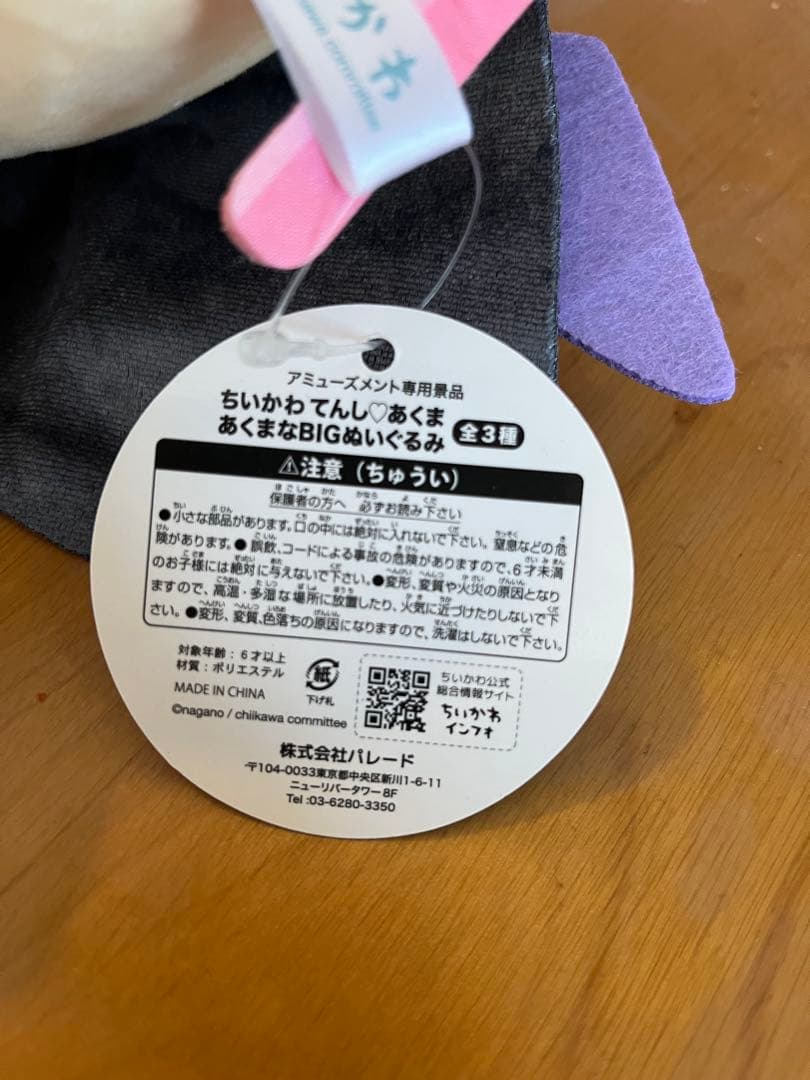 かわ
アミューズメント専用景品
ちいかわ てんし♡あくま
あくまなBIGぬいぐるみ 全3種
⚠注意（ちゅうい）
保護者の方へ 必ずお読み下さい
●小さな部品があります。口の中には絶対に入れないで下さい。窒息などの危
険があります。●誤飲、コードによる事故の危険がありますので、6才未満
のお子様には絶対に与えないで下さい。●変形、変質や火災の原因となり
ますので、高温・多湿な場所に放置したり、火気に近づけたりしないで下
さい。●変形、変質、色落ちの原因になりますので、洗濯はしないで下さい。
対象年齢：6才以上
材質：ポリエステル
MADE IN CHINA
©nagano / chiikawa committee
紙
下げ札
ちいかわ公式
総合情報サイト
ちいかわ
インフォ
株式会社パレード
〒104-0033東京都中央区新川1-6-11
ニューリバータワー8F
Tel :03-6280-3350